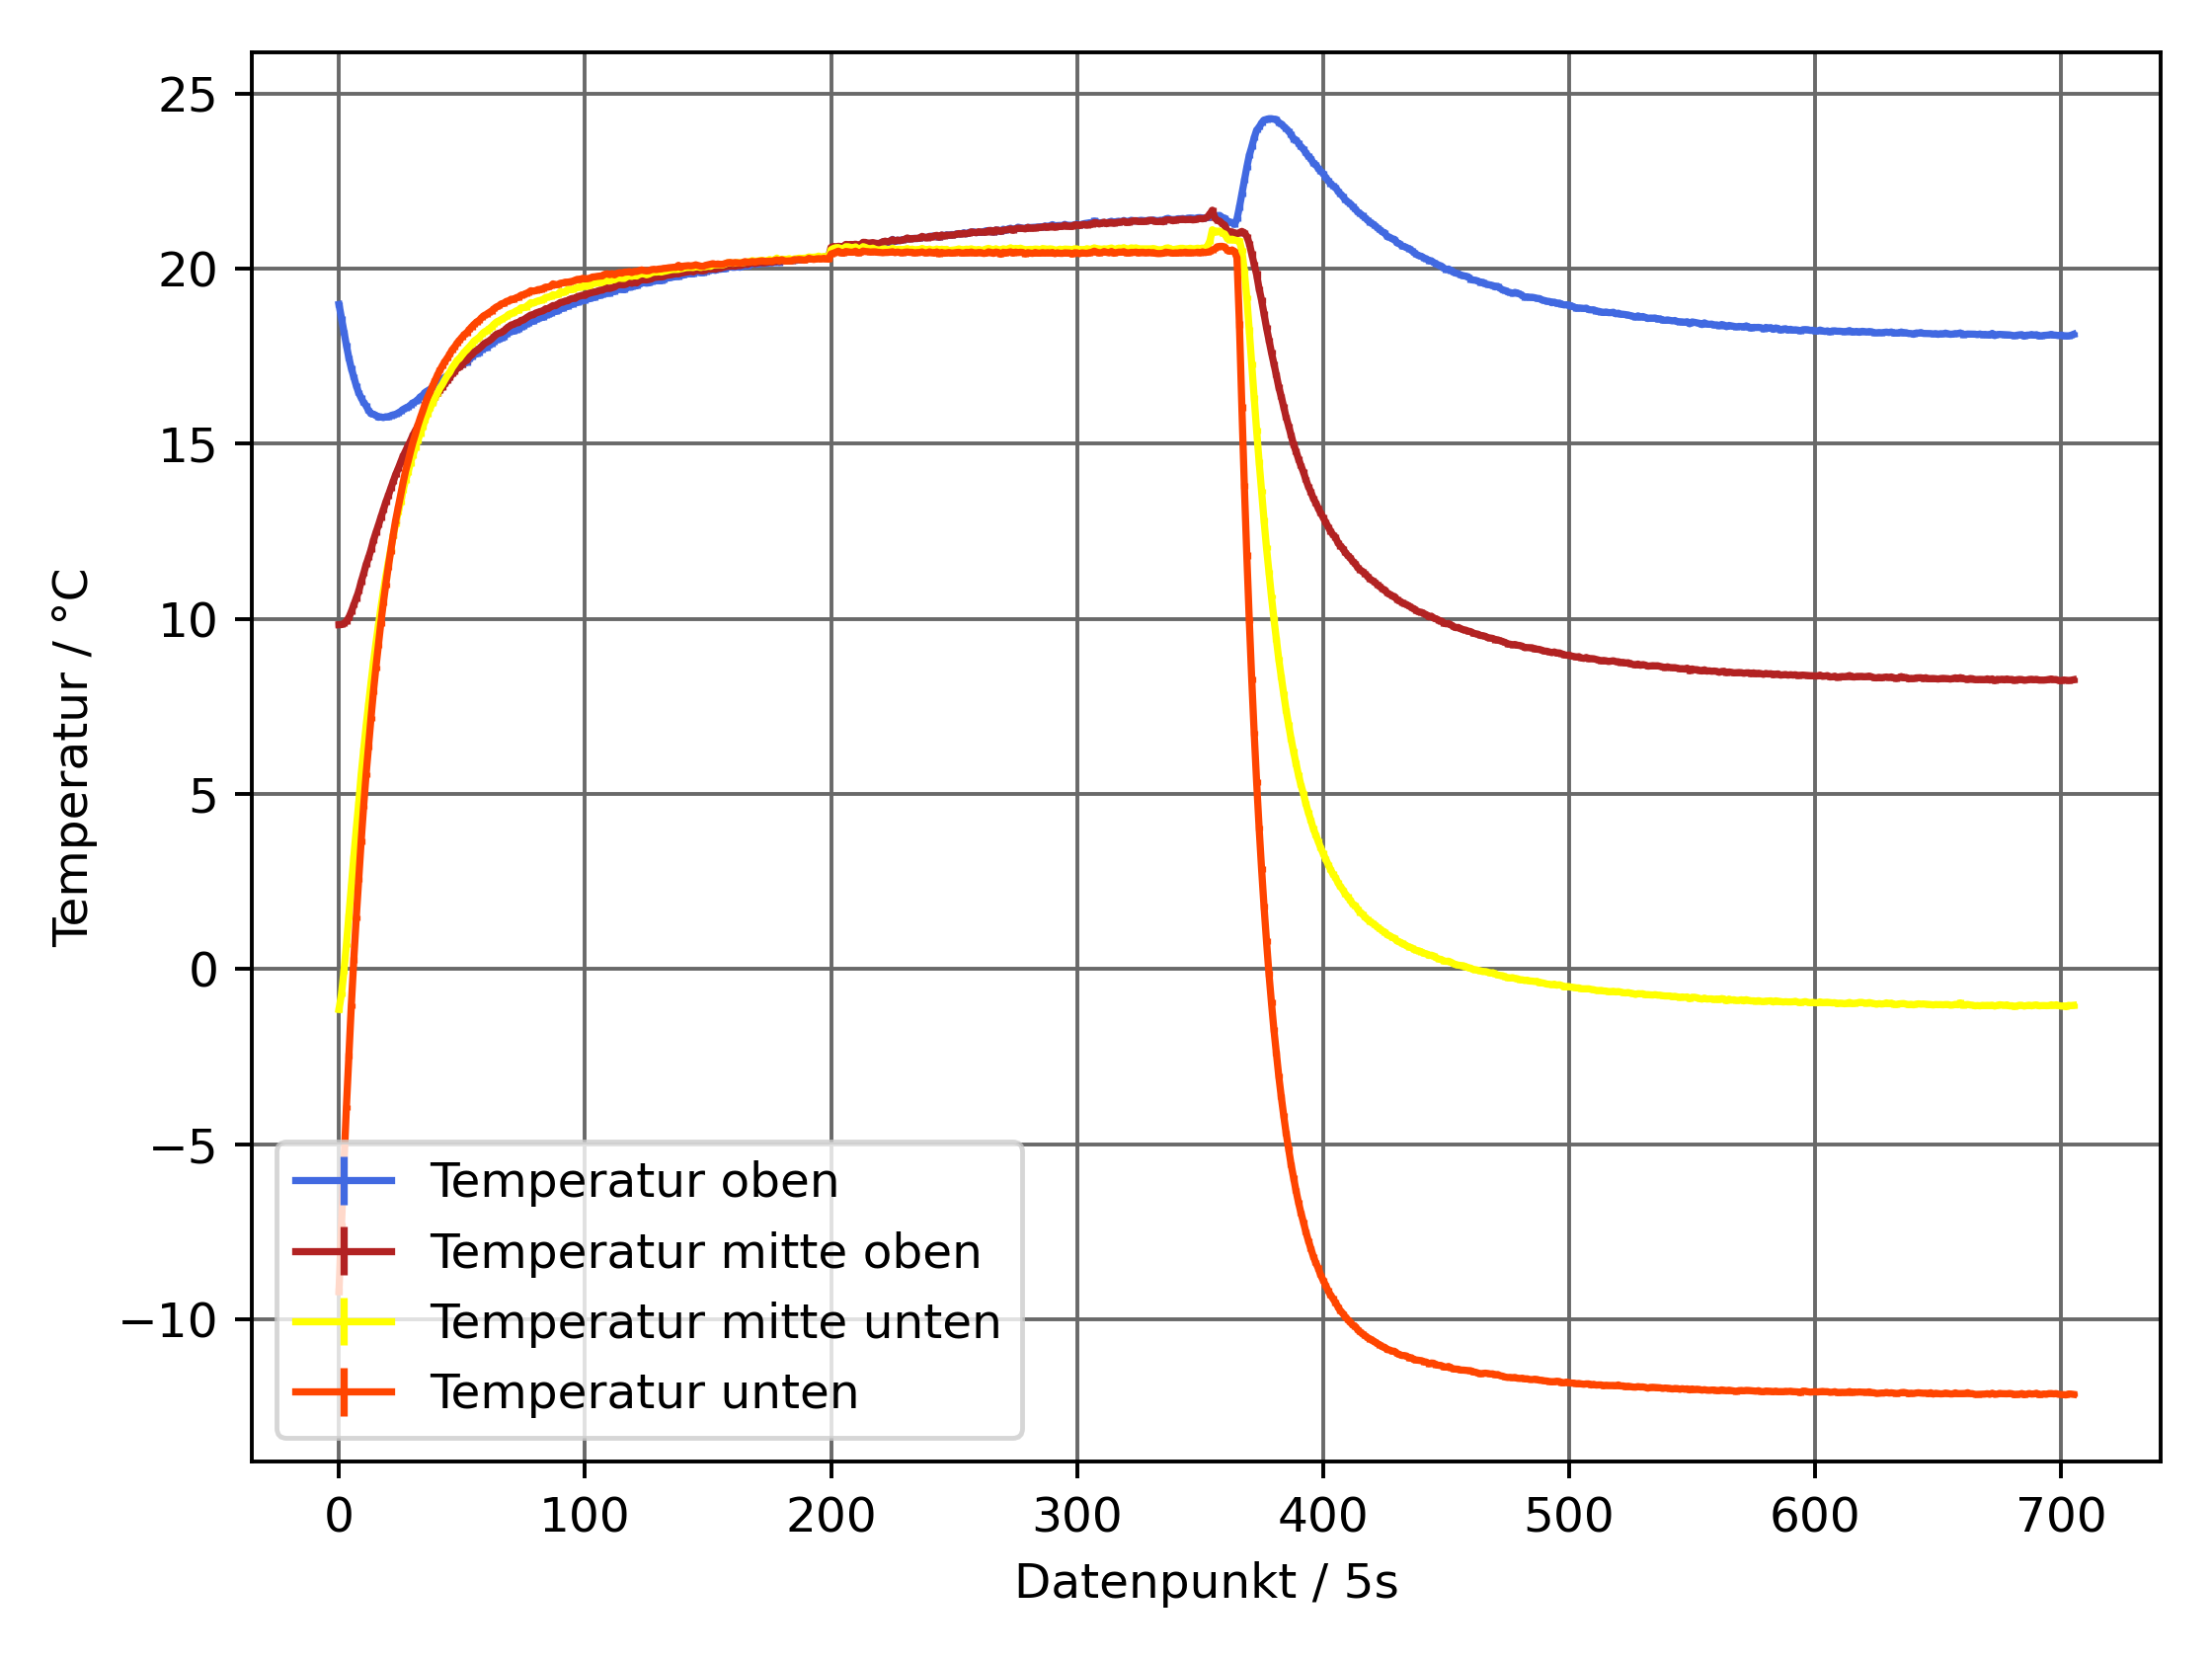 25
20
15
10
5
0
−5
−10
Temperatur / °C
Temperatur oben
Temperatur mitte oben
Temperatur mitte unten
Temperatur unten
0 100 200 300 400 500 600 700
Datenpunkt / 5s